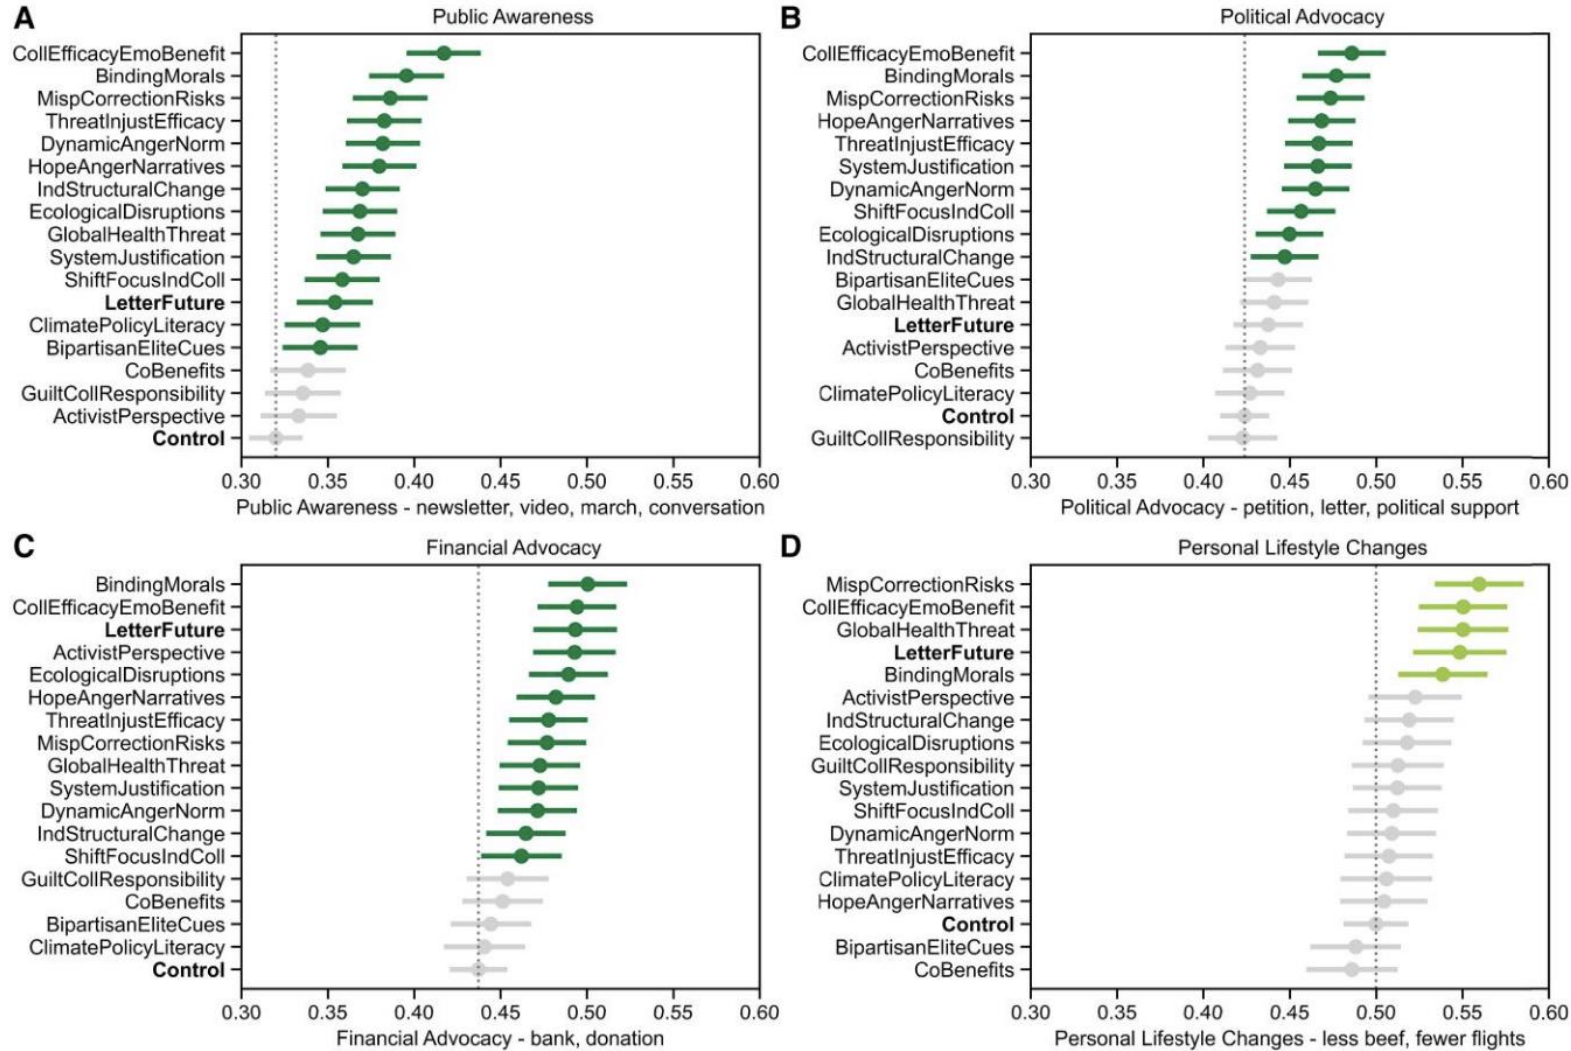 A
Public Awareness
CollEfficacyEmoBenefit
BindingMorals
MispCorrectionRisks
ThreatInjustEfficacy
DynamicAngerNorm
HopeAngerNarratives
IndStructuralChange
EcologicalDisruptions
GlobalHealthThreat
SystemJustification
ShiftFocusIndColl
LetterFuture
ClimatePolicyLiteracy
BipartisanEliteCues
CoBenefits
GuiltCollResponsibility
ActivistPerspective
Control
0.30 0.35 0.40 0.45 0.50 0.55 0.60
Public Awareness - newsletter, video, march, conversation
B
Political Advocacy
CollEfficacyEmoBenefit
BindingMorals
MispCorrectionRisks
HopeAngerNarratives
ThreatInjustEfficacy
SystemJustification
DynamicAngerNorm
ShiftFocusIndColl
EcologicalDisruptions
IndStructuralChange
BipartisanEliteCues
GlobalHealthThreat
LetterFuture
ActivistPerspective
CoBenefits
ClimatePolicyLiteracy
Control
GuiltCollResponsibility
0.30 0.35 0.40 0.45 0.50 0.55 0.60
Political Advocacy - petition, letter, political support
C
Financial Advocacy
BindingMorals
CollEfficacyEmoBenefit
LetterFuture
ActivistPerspective
EcologicalDisruptions
HopeAngerNarratives
ThreatInjustEfficacy
MispCorrectionRisks
GlobalHealthThreat
SystemJustification
DynamicAngerNorm
IndStructuralChange
ShiftFocusIndColl
GuiltCollResponsibility
CoBenefits
BipartisanEliteCues
ClimatePolicyLiteracy
Control
0.30 0.35 0.40 0.45 0.50 0.55 0.60
Financial Advocacy - bank, donation
D
Personal Lifestyle Changes
MispCorrectionRisks
CollEfficacyEmoBenefit
GlobalHealthThreat
LetterFuture
BindingMorals
ActivistPerspective
IndStructuralChange
EcologicalDisruptions
GuiltCollResponsibility
SystemJustification
ShiftFocusIndColl
DynamicAngerNorm
ThreatInjustEfficacy
ClimatePolicyLiteracy
HopeAngerNarratives
Control
BipartisanEliteCues
CoBenefits
0.30 0.35 0.40 0.45 0.50 0.55 0.60
Personal Lifestyle Changes - less beef, fewer flights